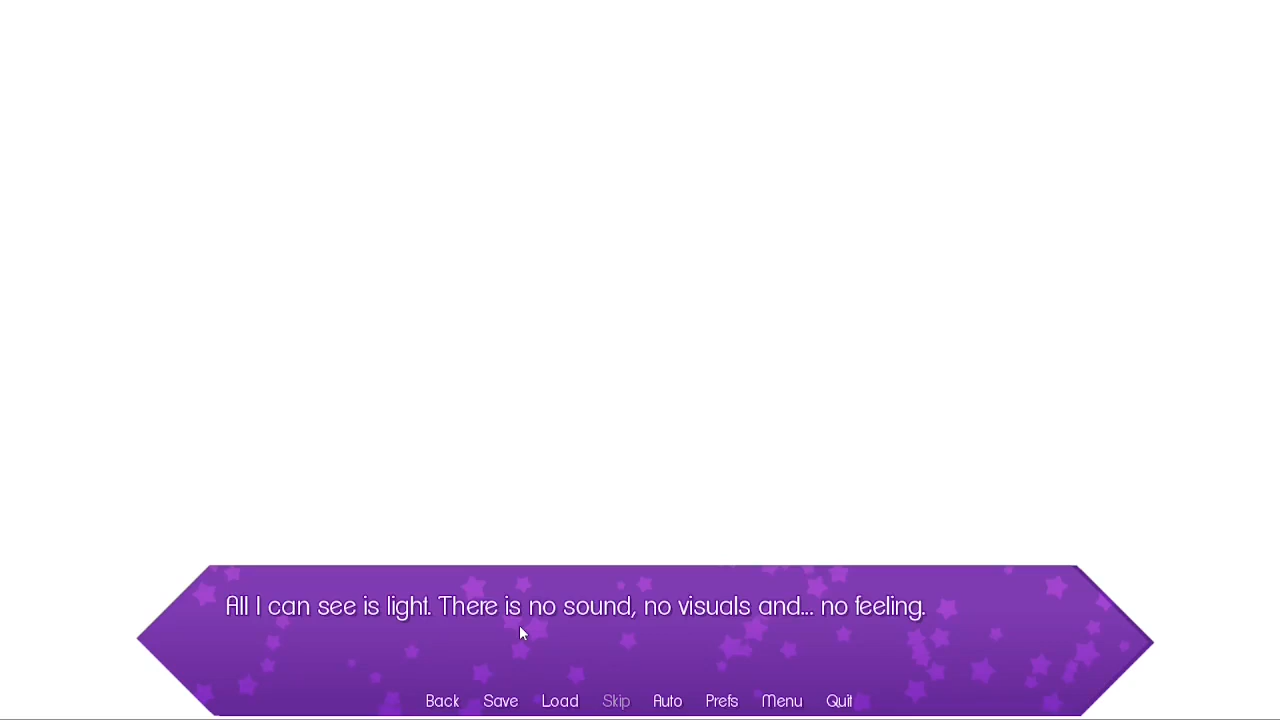 All I can see is light. There is no sound, no visuals and... no feeling.
Back Save Load Skip Auto Prefs Menu Quit